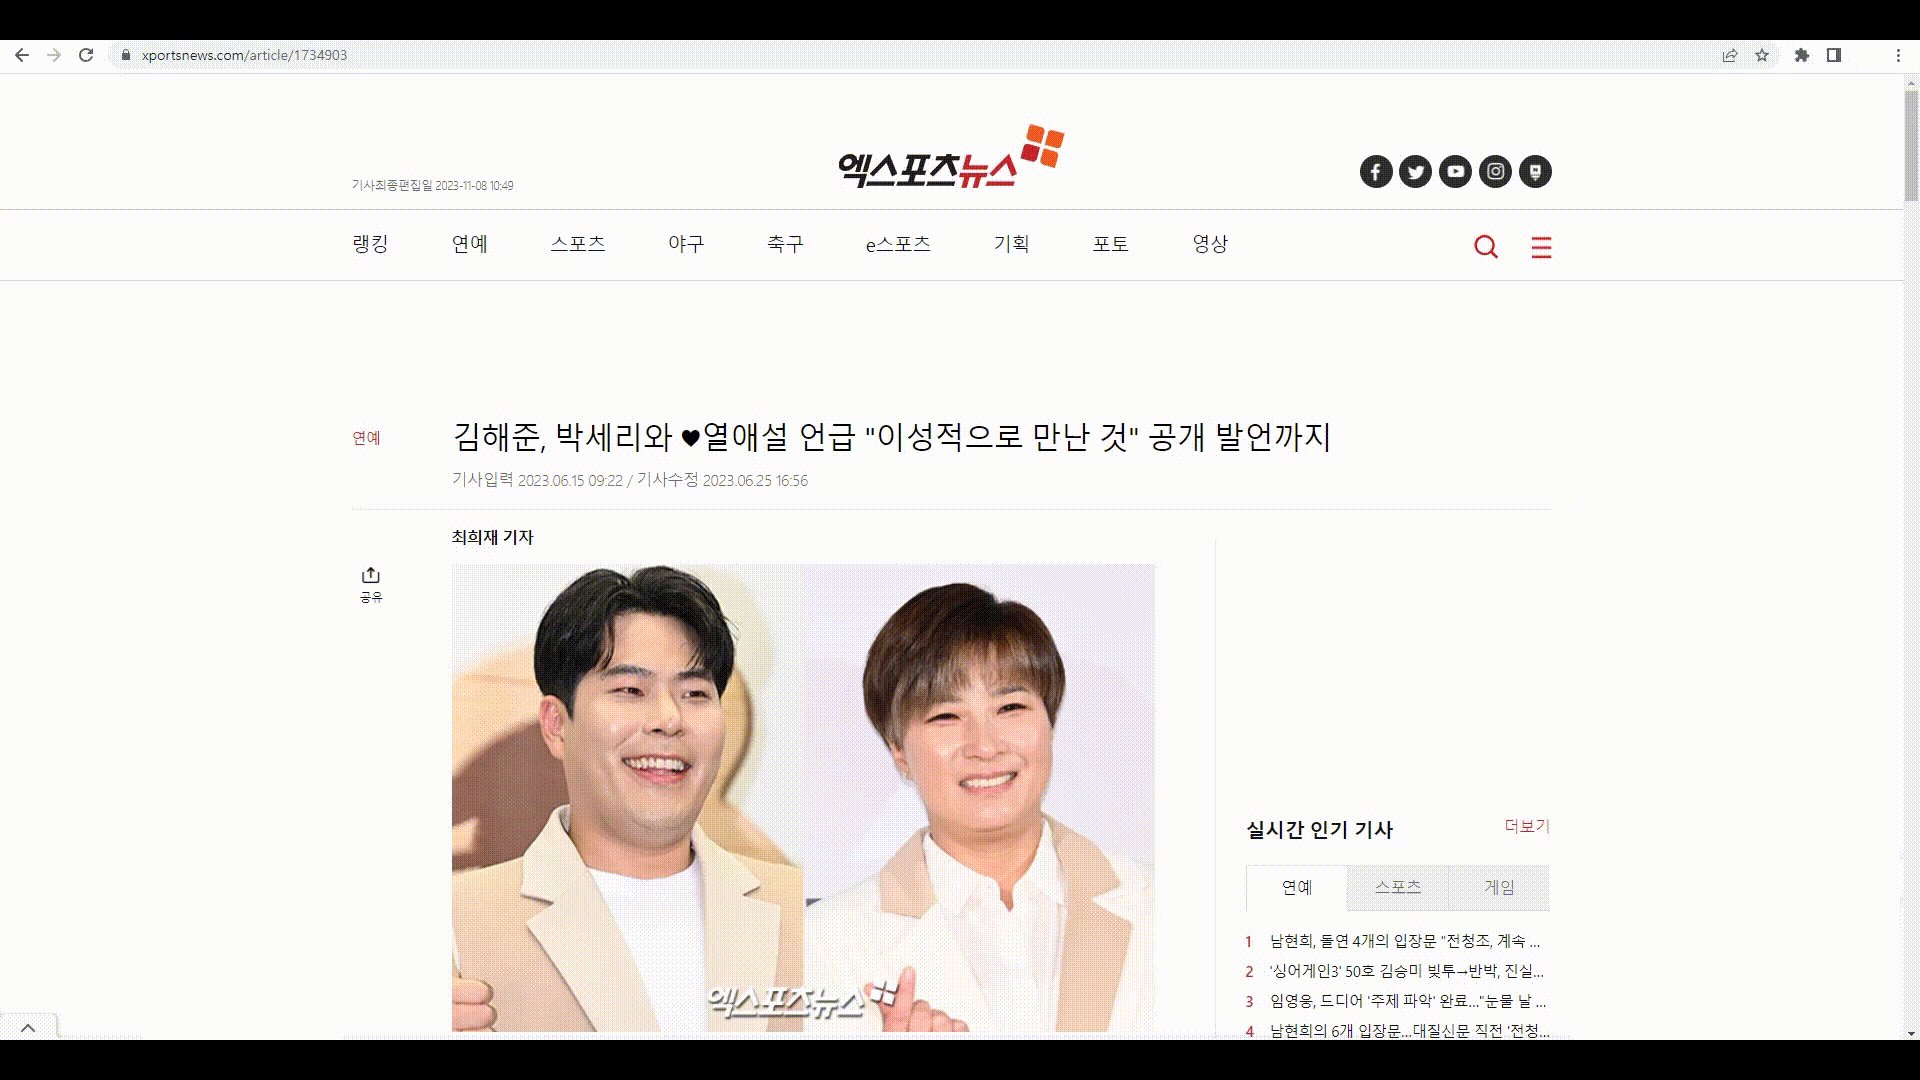 xportsnews.com/article/1734903
엑스포츠뉴스
기사최종편집일 2023-11-08 10:49
랭킹 연예 스포츠 야구 축구 e스포츠 기획 포토 영상
연예
김해준, 박세리와 ♥열애설 언급 "이성적으로 만난 것" 공개 발언까지
기사입력 2023.06.15 09:22 / 기사수정 2023.06.25 16:56
최희재 기자
공유
엑스포츠뉴스
실시간 인기 기사 더보기
연예 스포츠 게임
1 남현희, 돌연 4개의 입장문 "전청조, 계속 ...
2 '싱어게인3' 50호 김승미 빚투→반박, 진실...
3 임영웅, 드디어 '주제 파악' 완료..."눈물 날 ...
4 남현희의 6개 입장문...대질신문 직전 '전청...